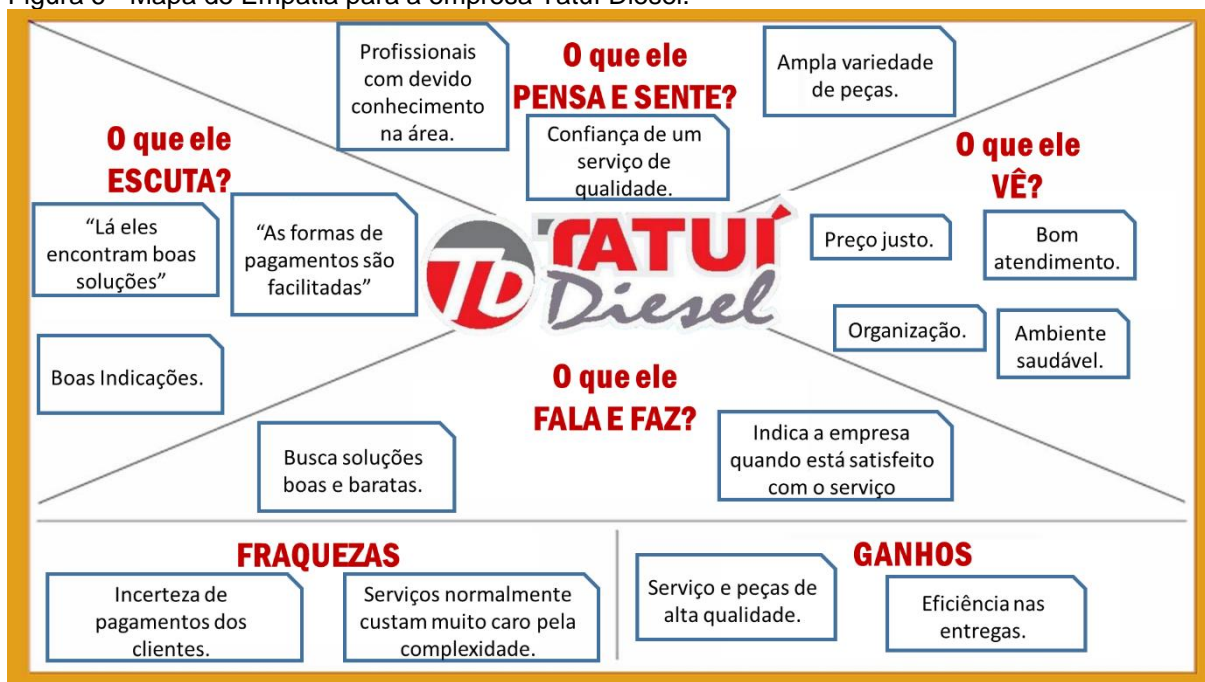 Figura 3 - Mapa de Empatia para a empresa Tatuí Diesel.
O que ele
PENSA E SENTE?
Profissionais
com devido
conhecimento
na área.
Confiança de um
serviço de
qualidade.
Ampla variedade
de peças.
O que ele
ESCUTA?
“Lá eles
encontram boas
soluções”
“As formas de
pagamentos são
facilitadas”
Boas Indicações.
TD TATUÍ
Diesel
O que ele
VÊ?
Preço justo.
Bom
atendimento.
Organização.
Ambiente
saudável.
O que ele
FALA E FAZ?
Busca soluções
boas e baratas.
Indica a empresa
quando está satisfeito
com o serviço
FRAQUEZAS
Incerteza de
pagamentos dos
clientes.
Serviços normalmente
custam muito caro pela
complexidade.
GANHOS
Serviço e peças de
alta qualidade.
Eficiência nas
entregas.